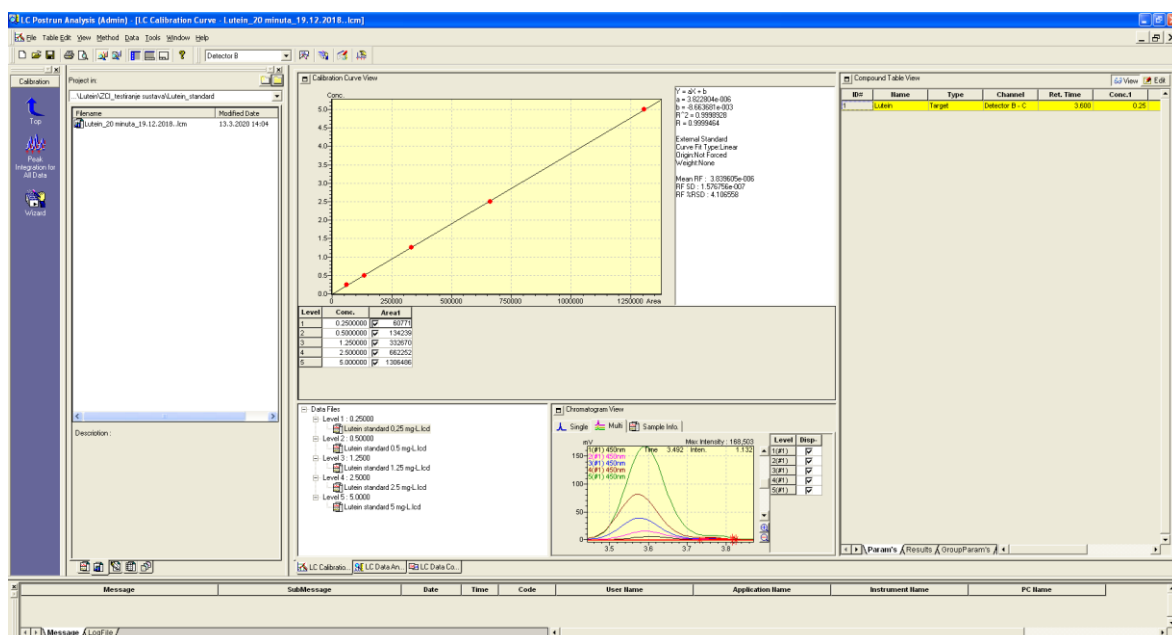 LC Postrun Analysis (Admin) - [LC Calibration Curve - Lutein_20 minuta_19.12.2018..lcm]
File Table Edit View Method Data Tools Window Help
Detector B
Calibration
Top
Peak
Integration for
All Data
Wizard
Project in:
...\Lutein\ZCI_testiranje sustava\Lutein_standard
Filename Modified Date
Lutein_20 minuta_19.12.2018..lcm 13.3.2020 14:04
Description :
Calibration Curve View
Conc.
5.0
4.5
4.0
3.5
3.0
2.5
2.0
1.5
1.0
0.5
0.0
0 250000 500000 750000 1000000 1250000 Area
Y = aX + b
a = 3.822804e-006
b = -8.663681e-003
R^2 = 0.9998928
R = 0.9999464
External Standard
Curve Fit Type:Linear
Origin:Not Forced
Weight:None
Mean RF : 3.839605e-006
RF SD : 1.576756e-007
RF %RSD : 4.106558
Level Conc. Area1
1 0.2500000 60771
2 0.5000000 134239
3 1.250000 332670
4 2.500000 662252
5 5.000000 1306486
Data Files
Level 1 : 0.25000
Lutein standard 0,25 mg-L.lcd
Level 2 : 0.50000
Lutein standard 0.5 mg-L.lcd
Level 3 : 1.2500
Lutein standard 1.25 mg-L.lcd
Level 4 : 2.5000
Lutein standard 2.5 mg-L.lcd
Level 5 : 5.0000
Lutein standard 5 mg-L.lcd
Chromatogram View
Single Multi Sample Info.
mV Max Intensity : 168,503
1(#1) 450nm Time 3.492 Inten. 1.132
2(#1) 450nm
3(#1) 450nm
4(#1) 450nm
5(#1) 450nm
150
100
50
0
3.5 3.6 3.7 3.8
Level Disp-
1(#1)
2(#1)
3(#1)
4(#1)
5(#1)
Compound Table View View Edit
ID# Name Type Channel Ret. Time Conc.1
1 Lutein Target Detector B - C 3.600 0.25
Param's Results GroupParam's
LC Calibratio... LC Data An... LC Data Co...
Message SubMessage Date Time Code User Name Application Name Instrument Name PC Name
Message LogFile